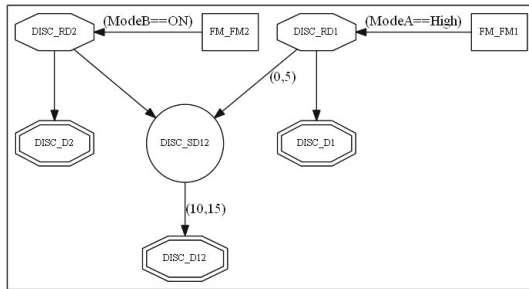 (ModeB==ON)
(ModeA==High)
DISC_RD2
FM_FM2
DISC_RD1
FM_FM1
(0,5)
DISC_D2
DISC_SD12
DISC_D1
(10,15)
DISC_D12